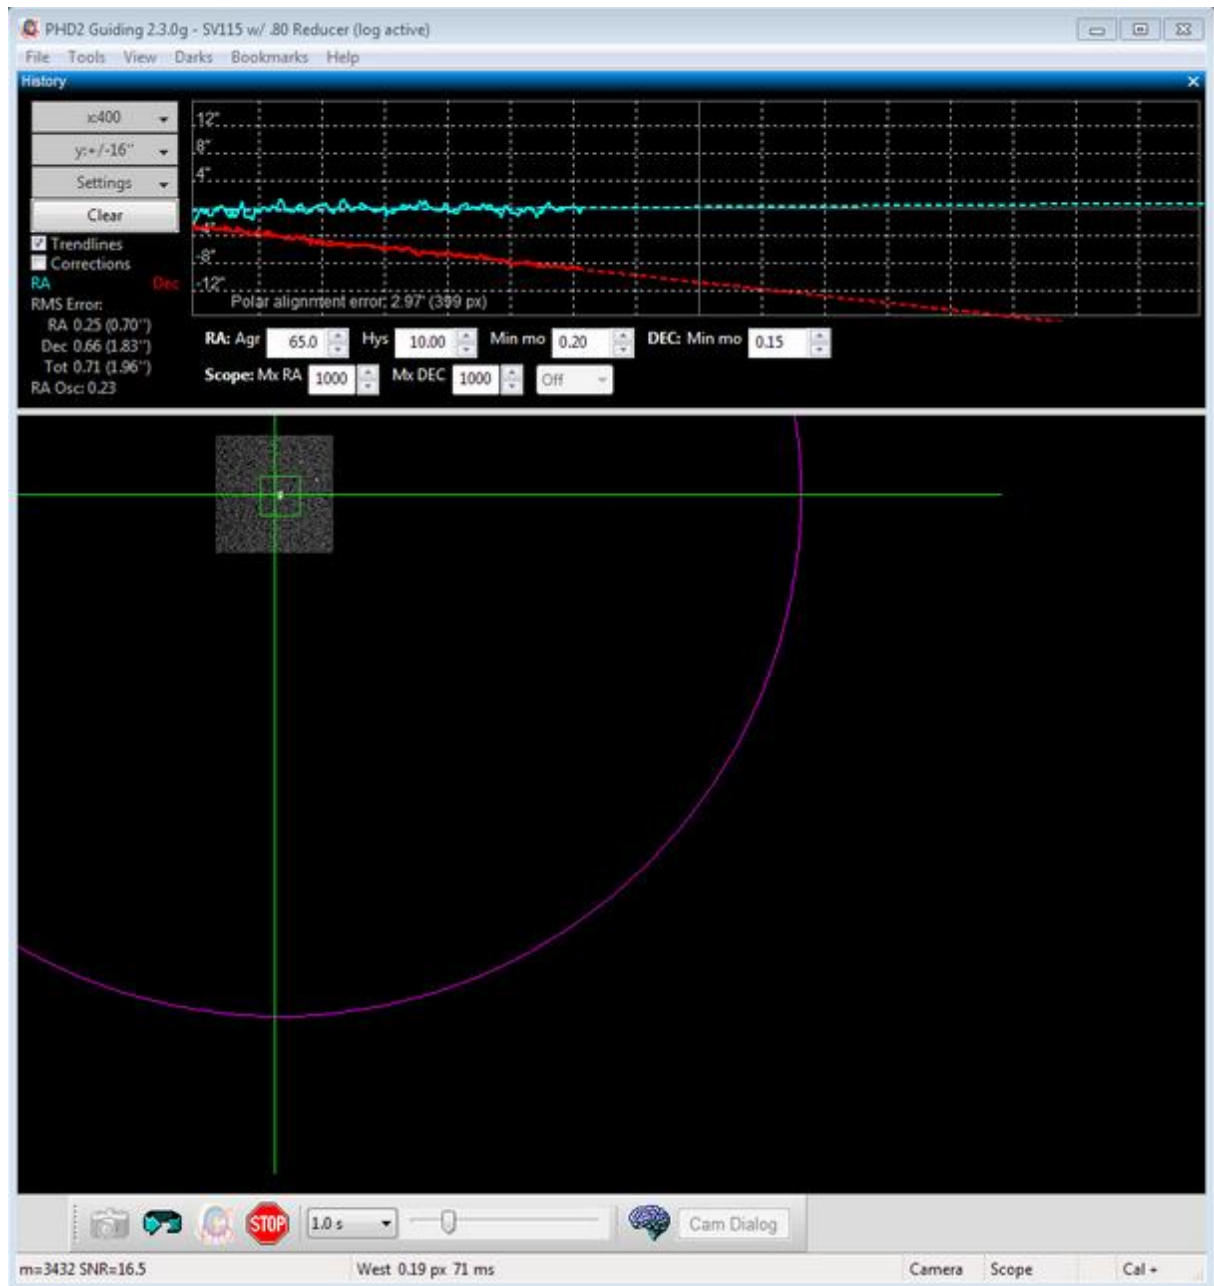 PHD2 Guiding 2.3.0g - SV115 w/ .80 Reducer (log active)
File Tools View Darks Bookmarks Help
History
x:400
y:+/-16"
Settings
Clear
Trendlines
Corrections
RA Dec
RMS Error:
RA 0.25 (0.70")
Dec 0.66 (1.83")
Tot 0.71 (1.96")
RA Osc: 0.23
12"
8"
4"
-4"
-8"
-12"
Polar alignment error: 2.97' (399 px)
RA: Agr 65.0 Hys 10.00 Min mo 0.20 DEC: Min mo 0.15
Scope: Mx RA 1000 Mx DEC 1000 Off
STOP 1.0 s Cam Dialog
m=3432 SNR=16.5 West 0.19 px 71 ms Camera Scope Cal +